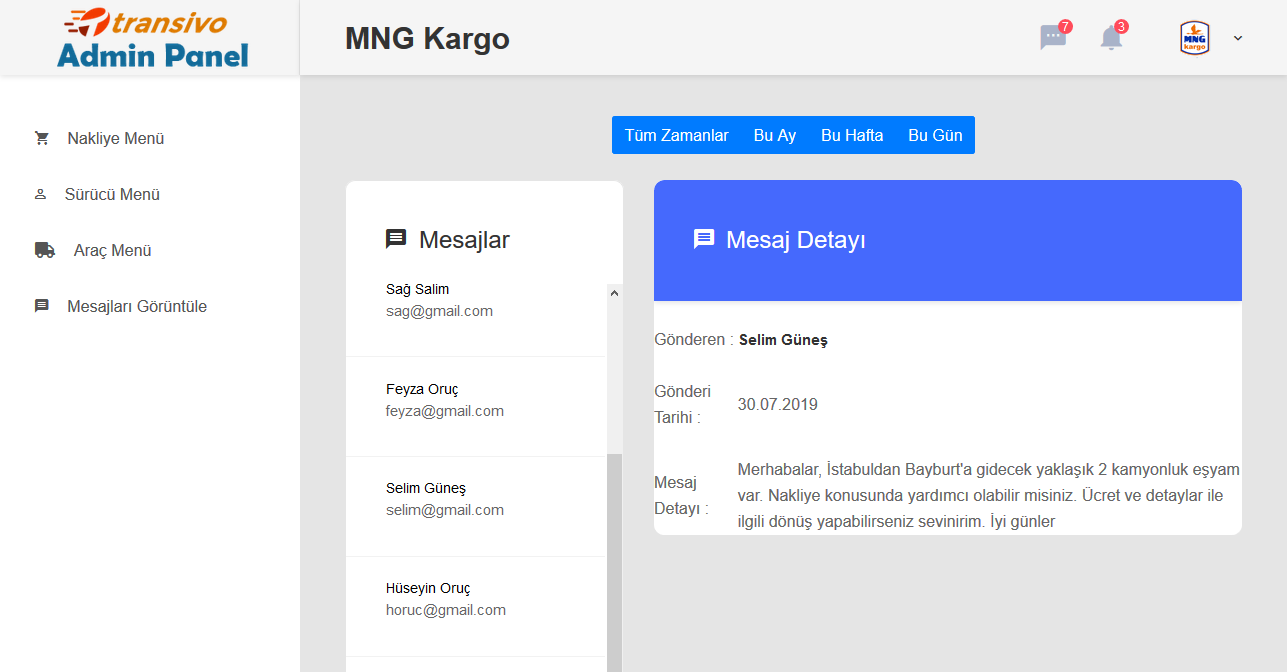 transivo
Admin Panel
MNG Kargo
7
3
MNG
kargo
Nakliye Menü
Sürücü Menü
Araç Menü
Mesajları Görüntüle
Tüm Zamanlar Bu Ay Bu Hafta Bu Gün
Mesajlar
Sağ Salim
sag@gmail.com
Feyza Oruç
feyza@gmail.com
Selim Güneş
selim@gmail.com
Hüseyin Oruç
horuc@gmail.com
Mesaj Detayı
Gönderen : Selim Güneş
Gönderi
Tarihi :
30.07.2019
Mesaj
Detayı :
Merhabalar, İstabuldan Bayburt'a gidecek yaklaşık 2 kamyonluk eşyam
var. Nakliye konusunda yardımcı olabilir misiniz. Ücret ve detaylar ile
ilgili dönüş yapabilirseniz sevinirim. İyi günler